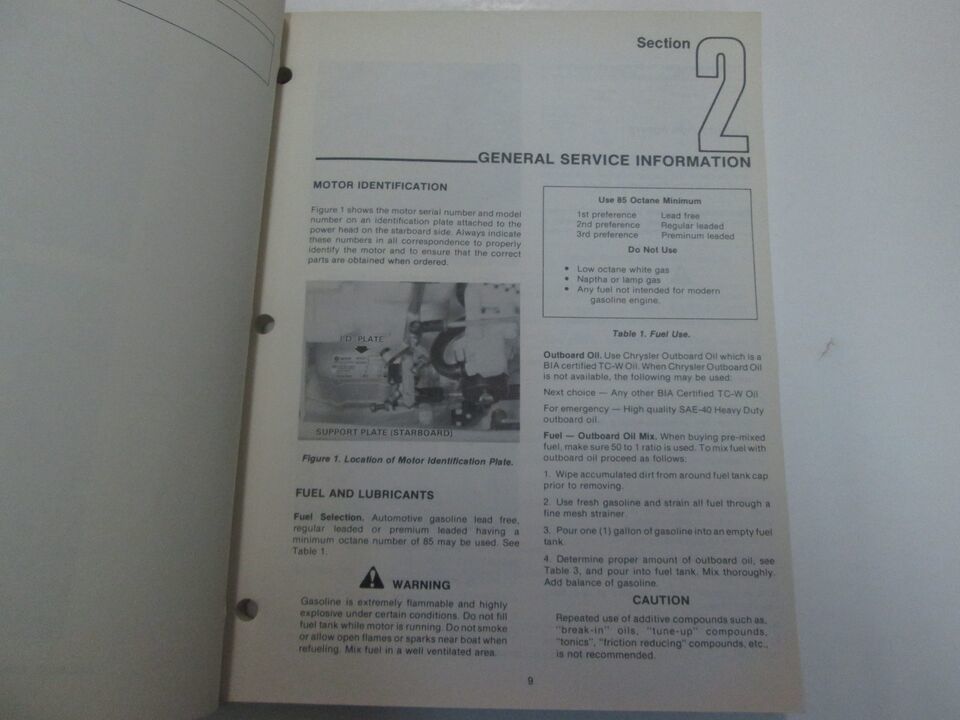 Section 2
GENERAL SERVICE INFORMATION
MOTOR IDENTIFICATION
Figure 1 shows the motor serial number and model
number on an identification plate attached to the
power head on the starboard side. Always indicate
these numbers in all correspondence to properly
identify the motor and to ensure that the correct
parts are obtained when ordered.
I.D. PLATE
SUPPORT PLATE (STARBOARD)
Figure 1. Location of Motor Identification Plate.
FUEL AND LUBRICANTS
Fuel Selection. Automotive gasoline lead free,
regular leaded or premium leaded having a
minimum octane number of 85 may be used. See
Table 1.
WARNING
Gasoline is extremely flammable and highly
explosive under certain conditions. Do not fill
fuel tank while motor is running. Do not smoke
or allow open flames or sparks near boat when
refueling. Mix fuel in a well ventilated area.
Use 85 Octane Minimum
1st preference Lead free
2nd preference Regular leaded
3rd preference Preminum leaded
Do Not Use
• Low octane white gas
• Naptha or lamp gas
• Any fuel not intended for modern
gasoline engine.
Table 1. Fuel Use.
Outboard Oil. Use Chrysler Outboard Oil which is a
BIA certified TC-W Oil. When Chrysler Outboard Oil
is not available, the following may be used:
Next choice — Any other BIA Certified TC-W Oil
For emergency — High quality SAE-40 Heavy Duty
outboard oil.
Fuel — Outboard Oil Mix. When buying pre-mixed
fuel, make sure 50 to 1 ratio is used. To mix fuel with
outboard oil proceed as follows:
1. Wipe accumulated dirt from around fuel tank cap
prior to removing.
2. Use fresh gasoline and strain all fuel through a
fine mesh strainer.
3. Pour one (1) gallon of gasoline into an empty fuel
tank.
4. Determine proper amount of outboard oil, see
Table 3, and pour into fuel tank. Mix thoroughly.
Add balance of gasoline.
CAUTION
Repeated use of additive compounds such as,
"break-in" oils, "tune-up" compounds,
"tonics", "friction reducing" compounds, etc.,
is not recommended.
9